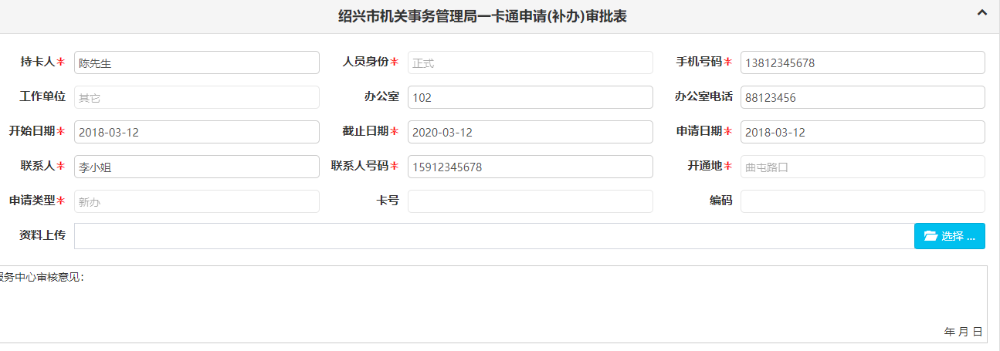 绍兴市机关事务管理局一卡通申请(补办)审批表
持卡人* 陈先生 人员身份* 正式 手机号码* 13812345678
工作单位 其它 办公室 102 办公室电话 88123456
开始日期* 2018-03-12 截止日期* 2020-03-12 申请日期* 2018-03-12
联系人* 李小姐 联系人号码* 15912345678 开通地* 曲屯路口
申请类型* 新办 卡号 编码
资料上传 选择 ...
服务中心审核意见:
年 月 日